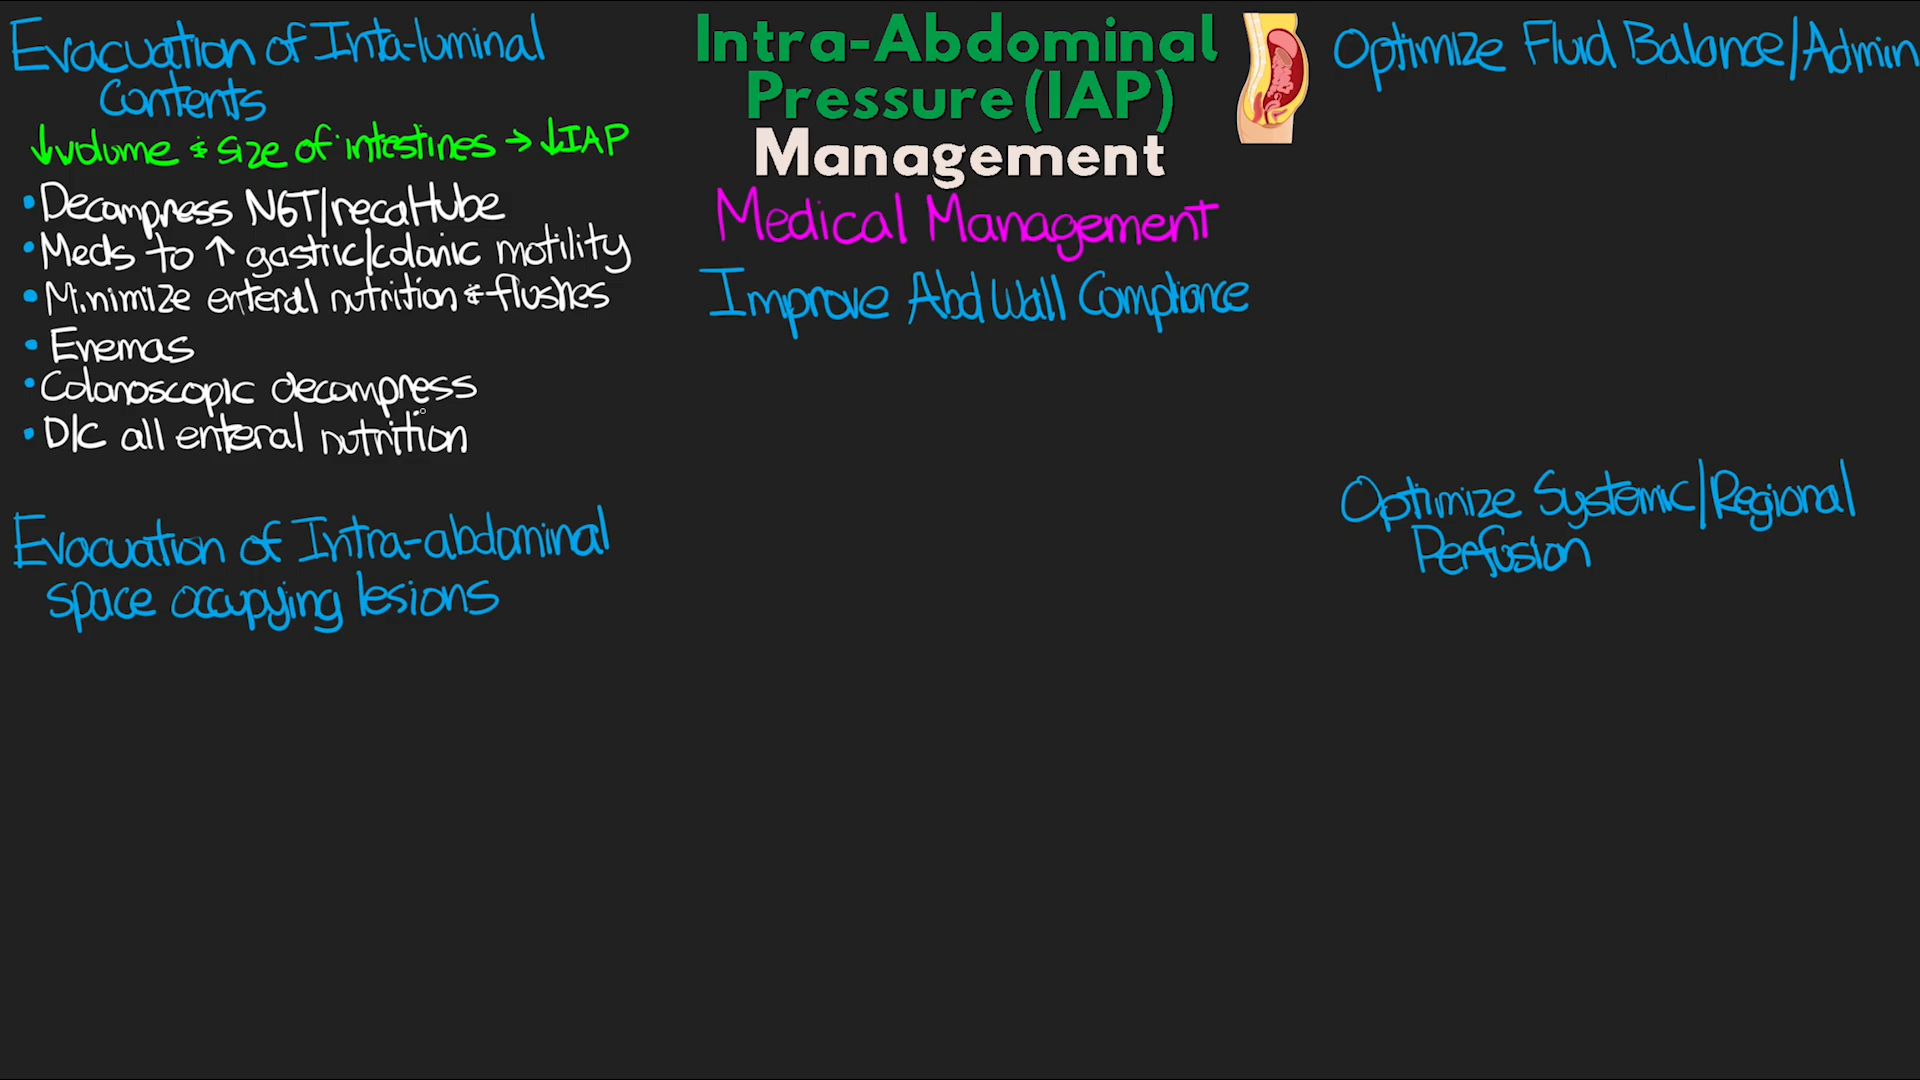 Evacuation of Inta-luminal
Contents
↓volume & size of intestines → ↓IAP
• Decompress NGT/recal tube
• Meds to ↑ gastric/colonic motility
• Minimize enteral nutrition & flushes
• Enemas
• Colonoscopic decompress
• D/C all enteral nutrition
Evacuation of Intra-abdominal
space occupying lesions
Intra-Abdominal
Pressure (IAP)
Management
Medical Management
Improve Abd Wall Compliance
Optimize Fluid Balance/Admin
Optimize Systemic/Regional
Perfusion